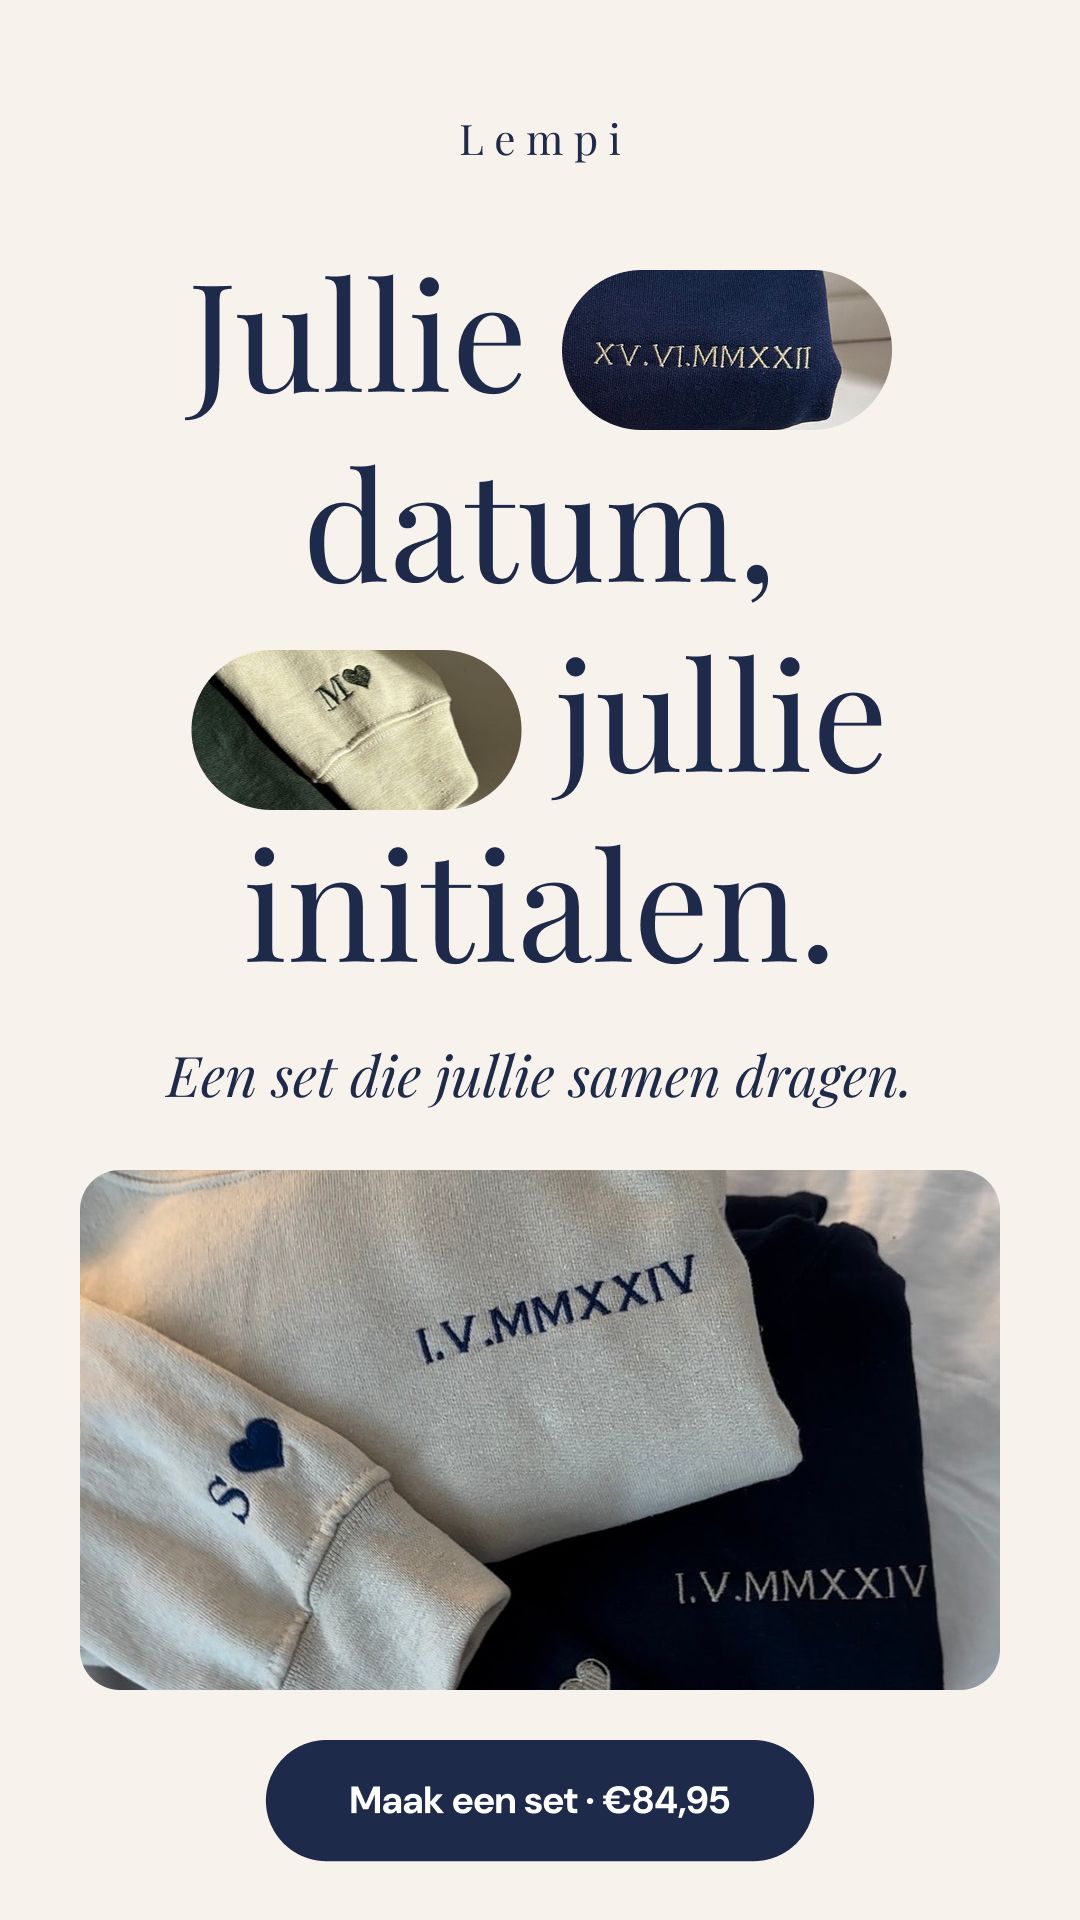 Lempi
Jullie
XV.VI.MMXXII
datum,
M♥
jullie
initialen.
Een set die jullie samen dragen.
I.V.MMXXIV
S♥
I.V.MMXXIV
Maak een set · €84,95